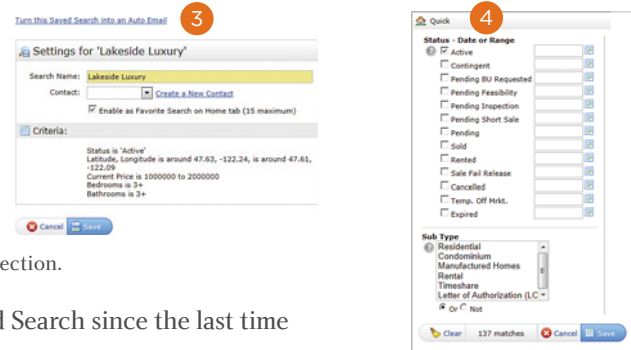 Turn this Saved Search into an Auto Email
3
Settings for 'Lakeside Luxury'
Search Name: Lakeside Luxury
Contact: Create a New Contact
Enable as Favorite Search on Home tab (15 maximum)
Criteria:
Status is 'Active'
Latitude, Longitude is around 47.63, -122.24, is around 47.61,
-122.09
Current Price is 1000000 to 2000000
Bedrooms is 3+
Bathrooms is 3+
Cancel Save
ection.
d Search since the last time
Quick
4
Status - Date or Range
Active
Contingent
Pending BU Requested
Pending Feasibility
Pending Inspection
Pending Short Sale
Pending
Sold
Rented
Sale Fail Release
Cancelled
Temp. Off Mrkt.
Expired
Sub Type
Residential
Condominium
Manufactured Homes
Rental
Timeshare
Letter of Authorization (LC
Or Not
Clear 137 matches Cancel Save